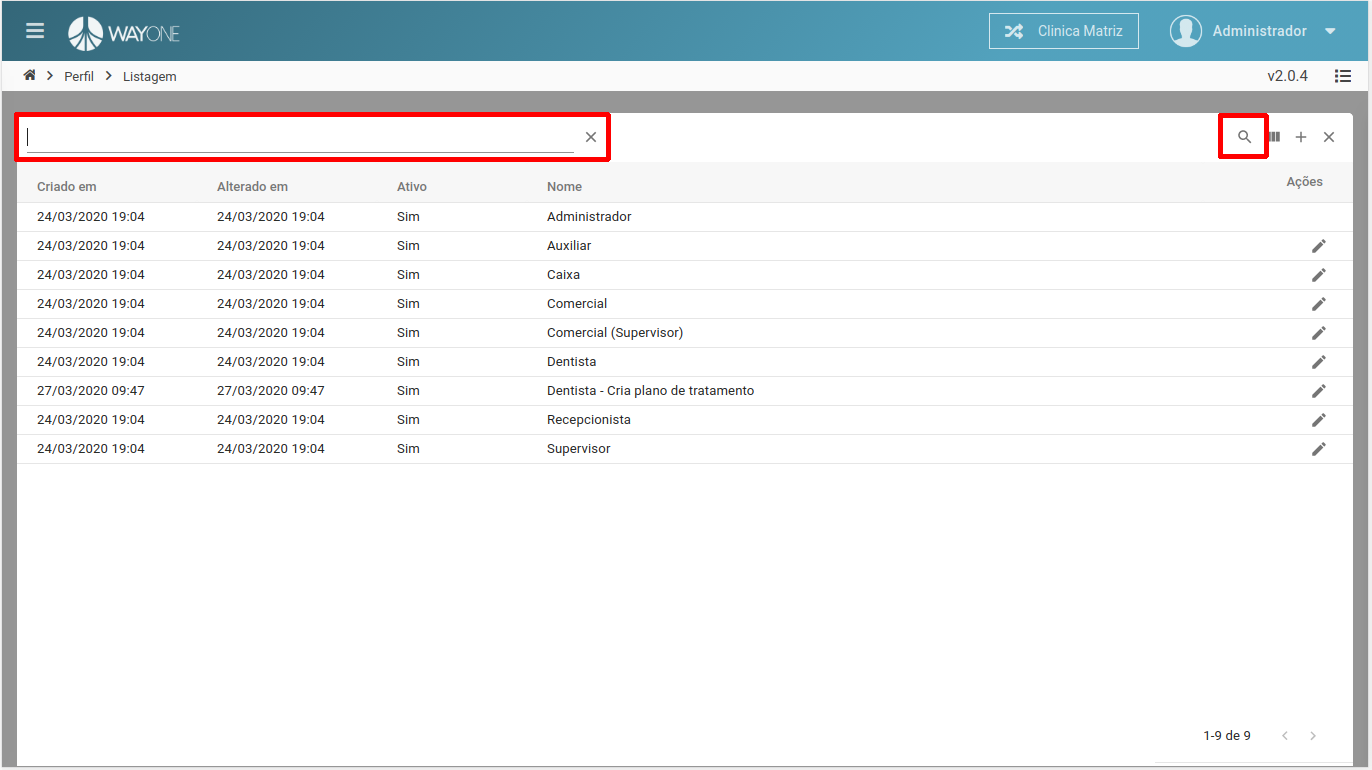 WAYONE
Clinica Matriz
Administrador
Perfil
Listagem
v2.0.4
Criado em Alterado em Ativo Nome Ações
24/03/2020 19:04 24/03/2020 19:04 Sim Administrador
24/03/2020 19:04 24/03/2020 19:04 Sim Auxiliar
24/03/2020 19:04 24/03/2020 19:04 Sim Caixa
24/03/2020 19:04 24/03/2020 19:04 Sim Comercial
24/03/2020 19:04 24/03/2020 19:04 Sim Comercial (Supervisor)
24/03/2020 19:04 24/03/2020 19:04 Sim Dentista
27/03/2020 09:47 27/03/2020 09:47 Sim Dentista - Cria plano de tratamento
24/03/2020 19:04 24/03/2020 19:04 Sim Recepcionista
24/03/2020 19:04 24/03/2020 19:04 Sim Supervisor
1-9 de 9